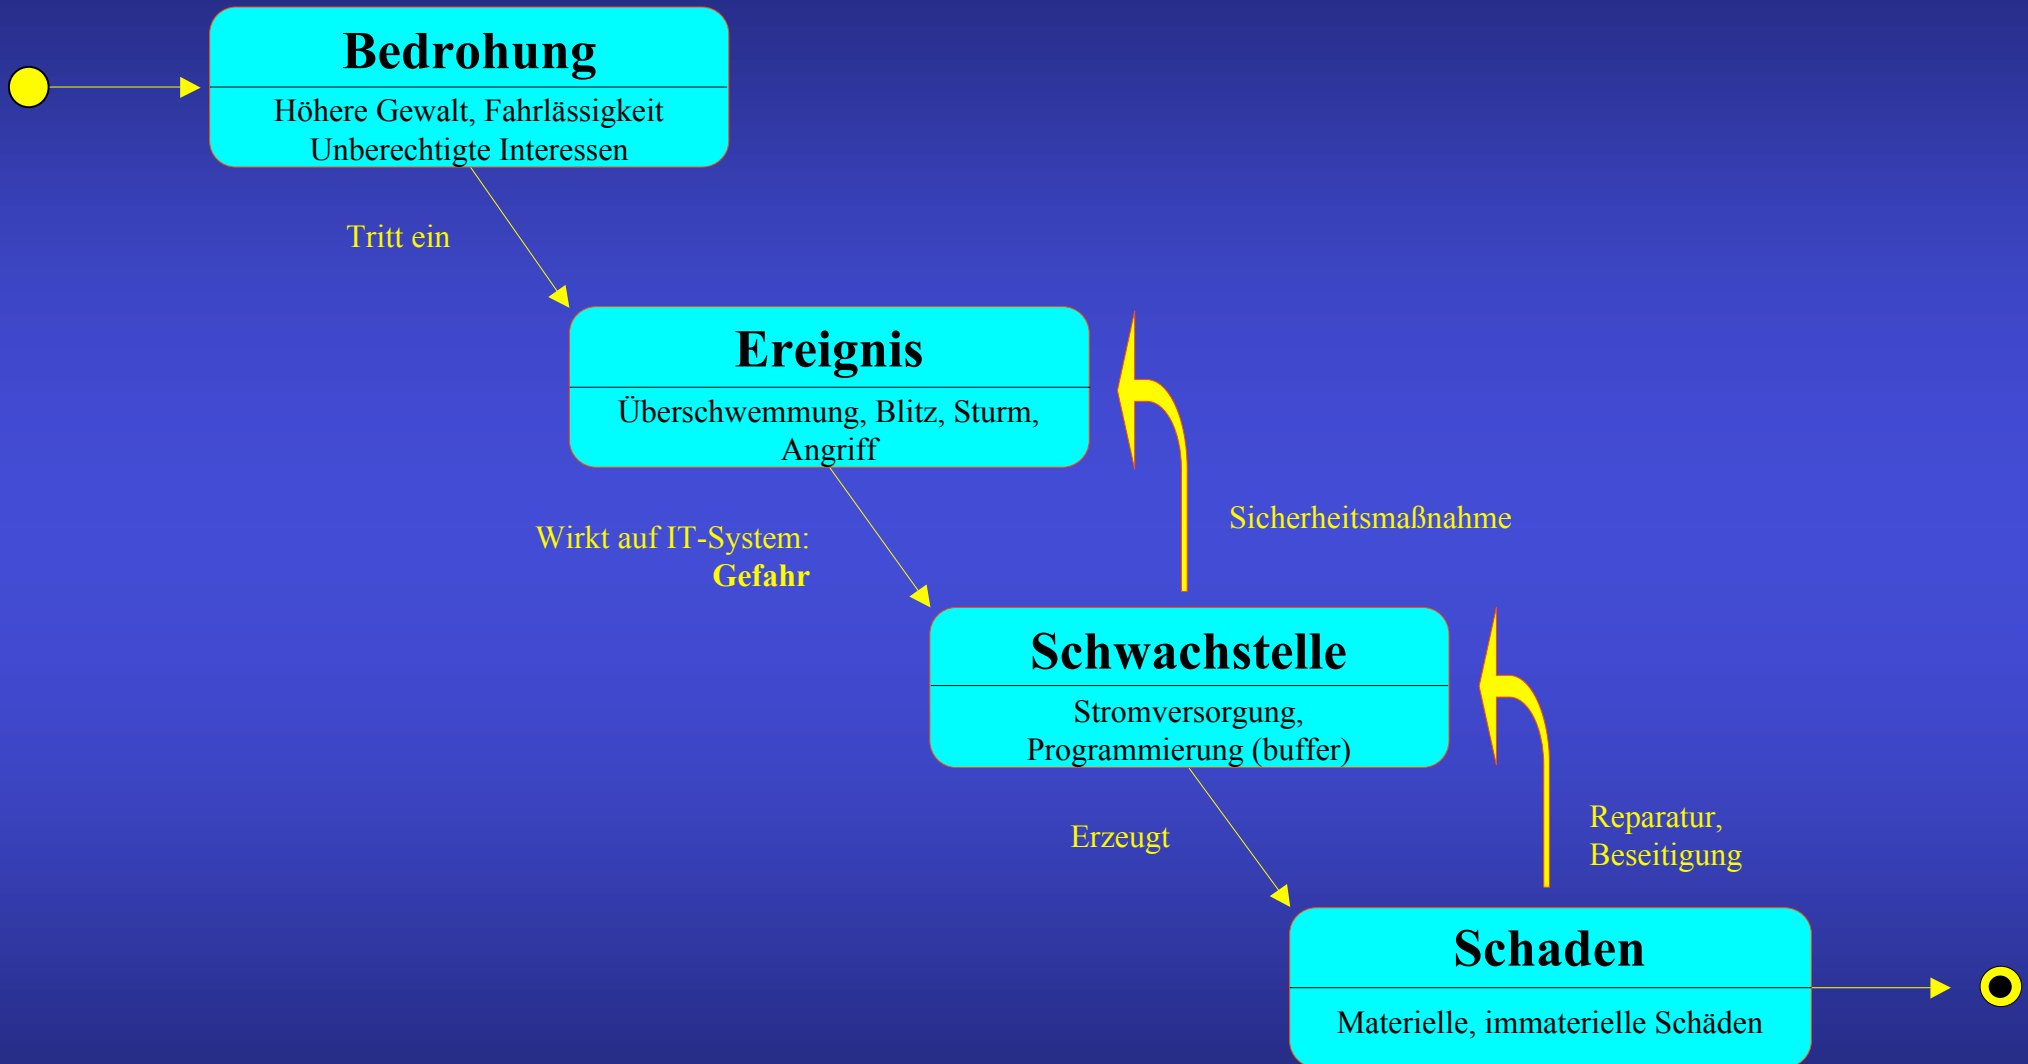 Bedrohung
Höhere Gewalt, Fahrlässigkeit
Unberechtigte Interessen
Tritt ein
Ereignis
Überschwemmung, Blitz, Sturm,
Angriff
Wirkt auf IT-System:
Gefahr
Sicherheitsmaßnahme
Schwachstelle
Stromversorgung,
Programmierung (buffer)
Erzeugt
Reparatur,
Beseitigung
Schaden
Materielle, immaterielle Schäden